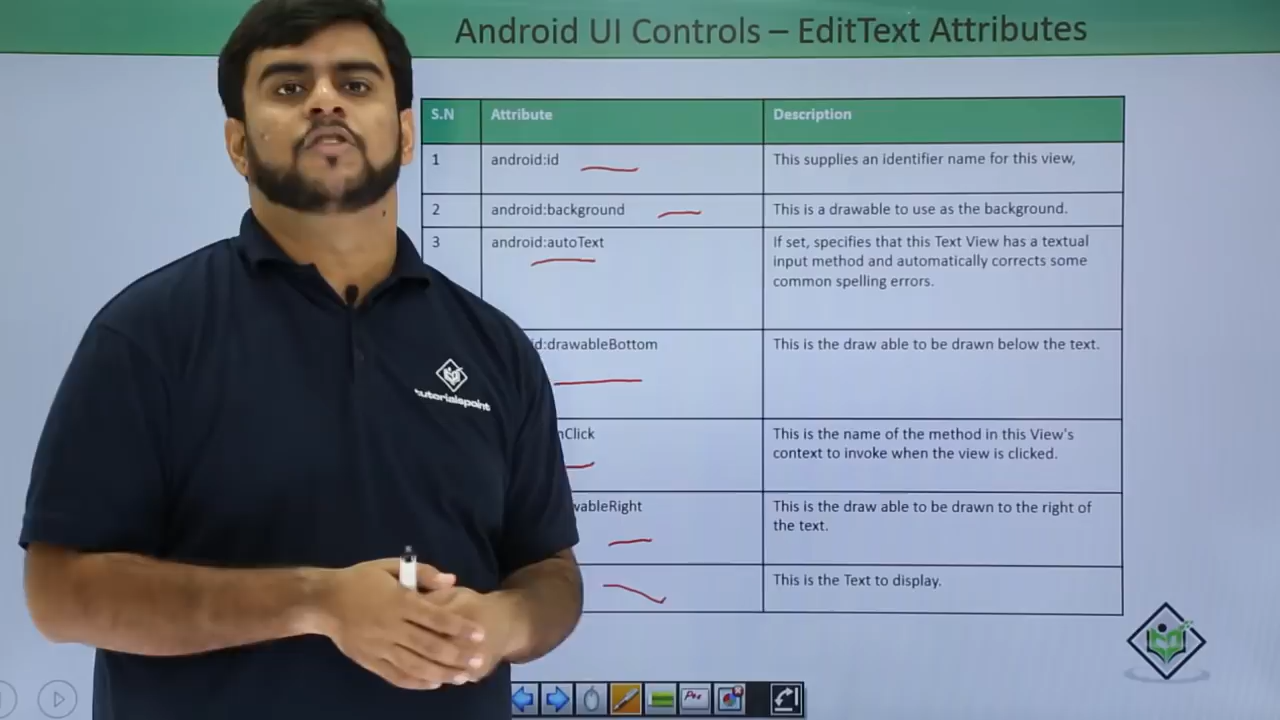 Android UI Controls – EditText Attributes
S.N Attribute Description
1 android:id This supplies an identifier name for this view,
2 android:background This is a drawable to use as the background.
3 android:autoText If set, specifies that this Text View has a textual
input method and automatically corrects some
common spelling errors.
id:drawableBottom This is the draw able to be drawn below the text.
nClick This is the name of the method in this View's
context to invoke when the view is clicked.
wableRight This is the draw able to be drawn to the right of
the text.
This is the Text to display.
tutorialspoint
Pre